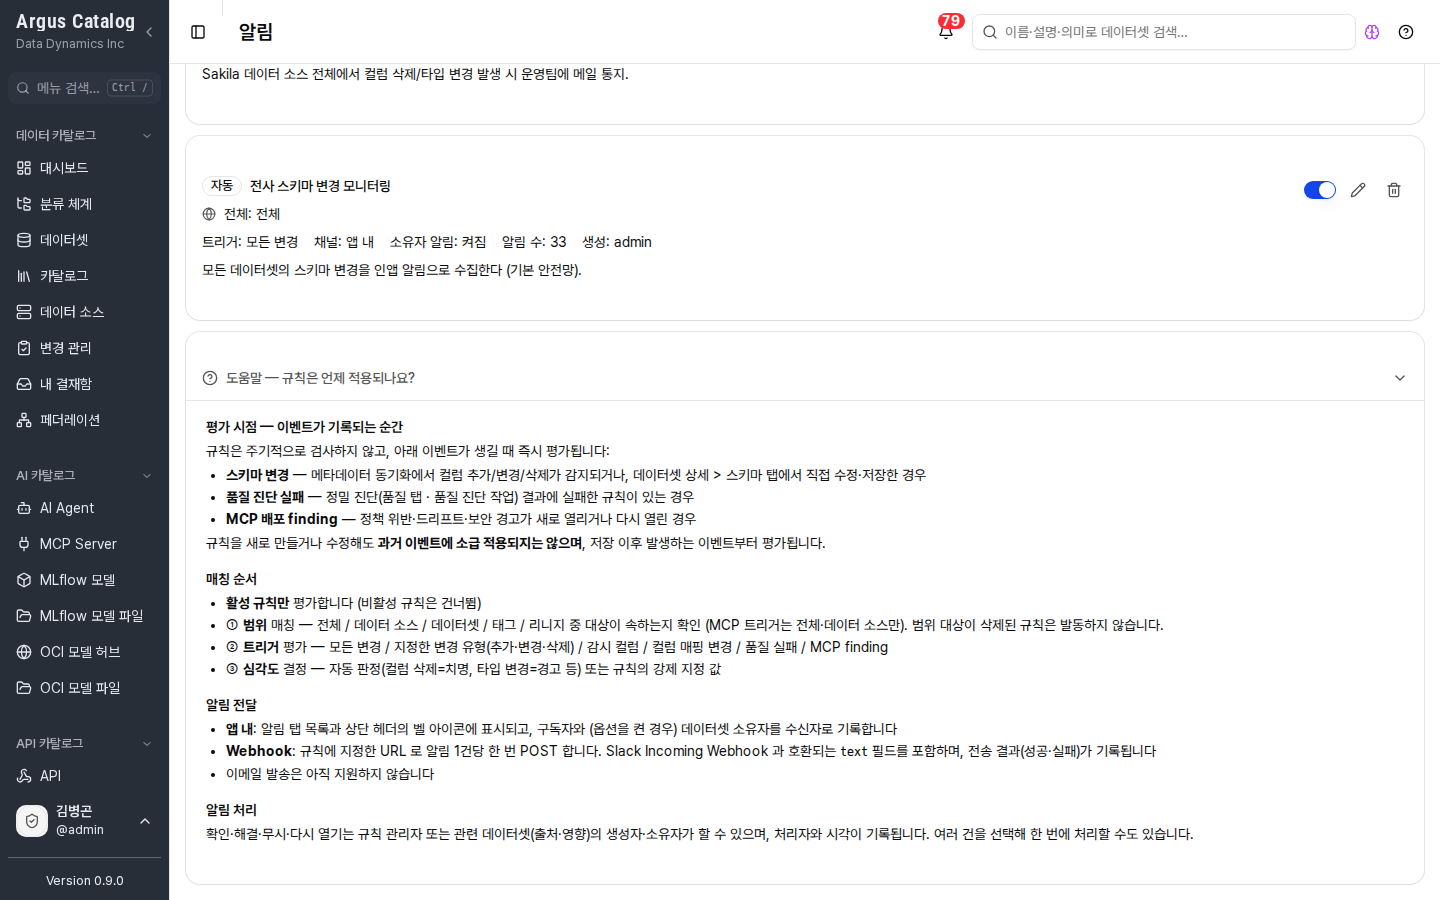 Argus Catalog
Data Dynamics Inc
메뉴 검색... Ctrl /
데이터 카탈로그
대시보드
분류 체계
데이터셋
카탈로그
데이터 소스
변경 관리
내 결재함
페더레이션
AI 카탈로그
AI Agent
MCP Server
MLflow 모델
MLflow 모델 파일
OCI 모델 허브
OCI 모델 파일
API 카탈로그
API
김병곤
@admin
Version 0.9.0
알림
79
이름·설명·의미로 데이터셋 검색...
Sakila 데이터 소스 전체에서 컬럼 삭제/타입 변경 발생 시 운영팀에 메일 통지.
자동 전사 스키마 변경 모니터링
전체: 전체
트리거: 모든 변경 채널: 앱 내 소유자 알림: 켜짐 알림 수: 33 생성: admin
모든 데이터셋의 스키마 변경을 인앱 알림으로 수집한다 (기본 안전망).
도움말 — 규칙은 언제 적용되나요?
평가 시점 — 이벤트가 기록되는 순간
규칙은 주기적으로 검사하지 않고, 아래 이벤트가 생길 때 즉시 평가됩니다:
• 스키마 변경 — 메타데이터 동기화에서 컬럼 추가/변경/삭제가 감지되거나, 데이터셋 상세 > 스키마 탭에서 직접 수정·저장한 경우
• 품질 진단 실패 — 정밀 진단(품질 탭 · 품질 진단 작업) 결과에 실패한 규칙이 있는 경우
• MCP 배포 finding — 정책 위반·드리프트·보안 경고가 새로 열리거나 다시 열린 경우
규칙을 새로 만들거나 수정해도 과거 이벤트에 소급 적용되지는 않으며, 저장 이후 발생하는 이벤트부터 평가됩니다.
매칭 순서
• 활성 규칙만 평가합니다 (비활성 규칙은 건너뜀)
• ① 범위 매칭 — 전체 / 데이터 소스 / 데이터셋 / 태그 / 리니지 중 대상이 속하는지 확인 (MCP 트리거는 전체·데이터 소스만). 범위 대상이 삭제된 규칙은 발동하지 않습니다.
• ② 트리거 평가 — 모든 변경 / 지정한 변경 유형(추가·변경·삭제) / 감시 컬럼 / 컬럼 매핑 변경 / 품질 실패 / MCP finding
• ③ 심각도 결정 — 자동 판정(컬럼 삭제=치명, 타입 변경=경고 등) 또는 규칙의 강제 지정 값
알림 전달
• 앱 내: 알림 탭 목록과 상단 헤더의 벨 아이콘에 표시되고, 구독자와 (옵션을 켠 경우) 데이터셋 소유자를 수신자로 기록합니다
• Webhook: 규칙에 지정한 URL 로 알림 1건당 한 번 POST 합니다. Slack Incoming Webhook 과 호환되는 text 필드를 포함하며, 전송 결과(성공·실패)가 기록됩니다
• 이메일 발송은 아직 지원하지 않습니다
알림 처리
확인·해결·무시·다시 열기는 규칙 관리자 또는 관련 데이터셋(출처·영향)의 생성자·소유자가 할 수 있으며, 처리자와 시각이 기록됩니다. 여러 건을 선택해 한 번에 처리할 수도 있습니다.